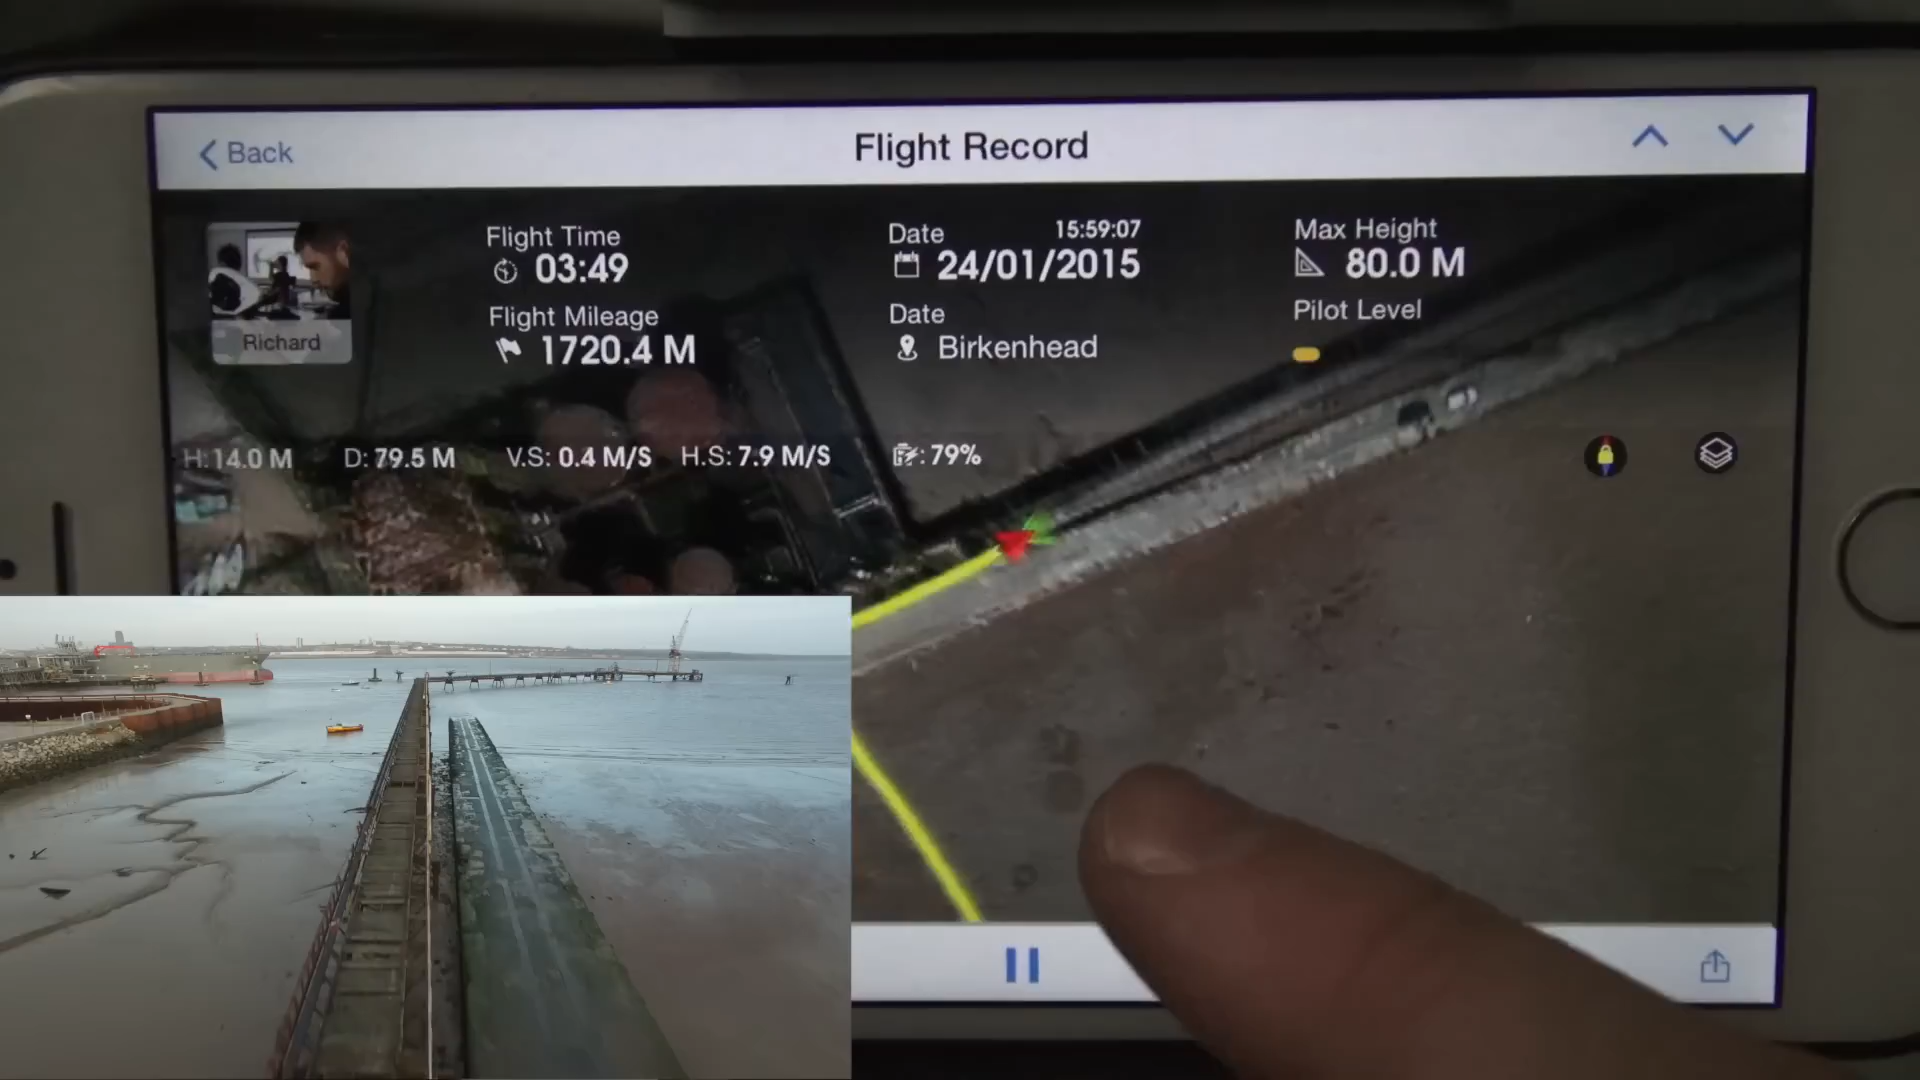 Back
Flight Record
Richard
Flight Time
03:49
Flight Mileage
1720.4 M
Date 15:59:07
24/01/2015
Date
Birkenhead
Max Height
80.0 M
Pilot Level
H: 14.0 M D: 79.5 M V.S: 0.4 M/S H.S: 7.9 M/S : 79%